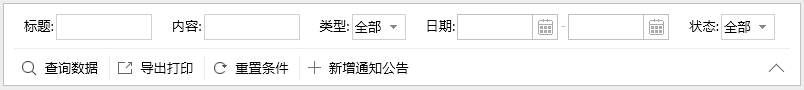 标题: 内容: 类型: 全部 日期: - 状态: 全部
查询数据 导出打印 重置条件 新增通知公告